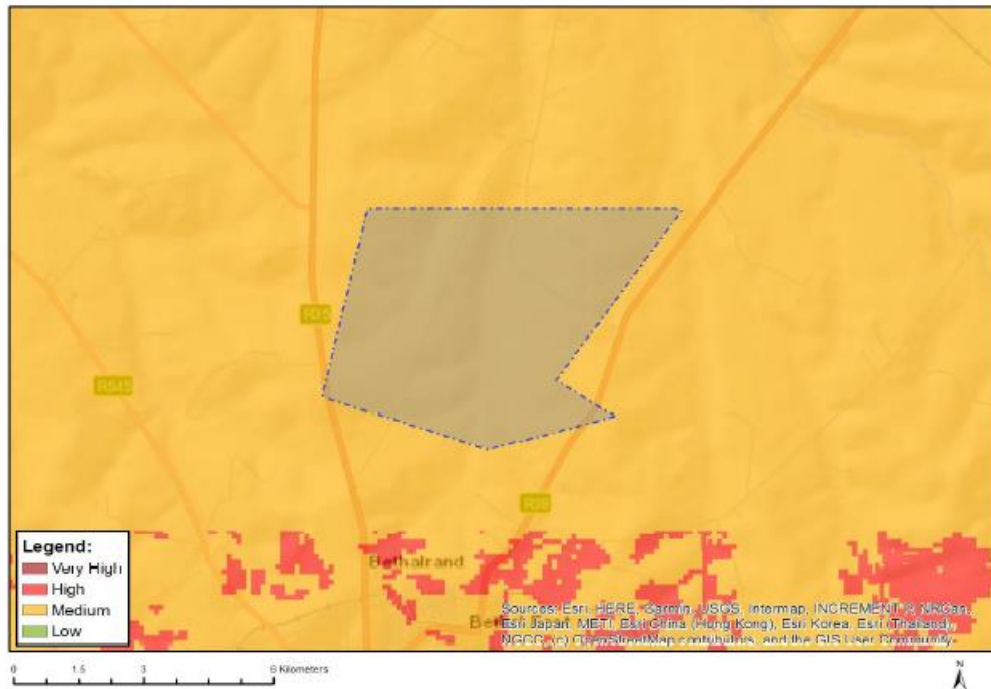 R35
R545
Bethalrand
Legend:
Very High
High
Medium
Low
Sources: Esri, HERE, Garmin, USGS, Intermap, INCREMENT P, NRCan,
Esri Japan, METI, Esri China (Hong Kong), Esri Korea, Esri (Thailand),
NGCC, (c) OpenStreetMap contributors, and the GIS User Community
0 1.5 3 6 Kilometers
N